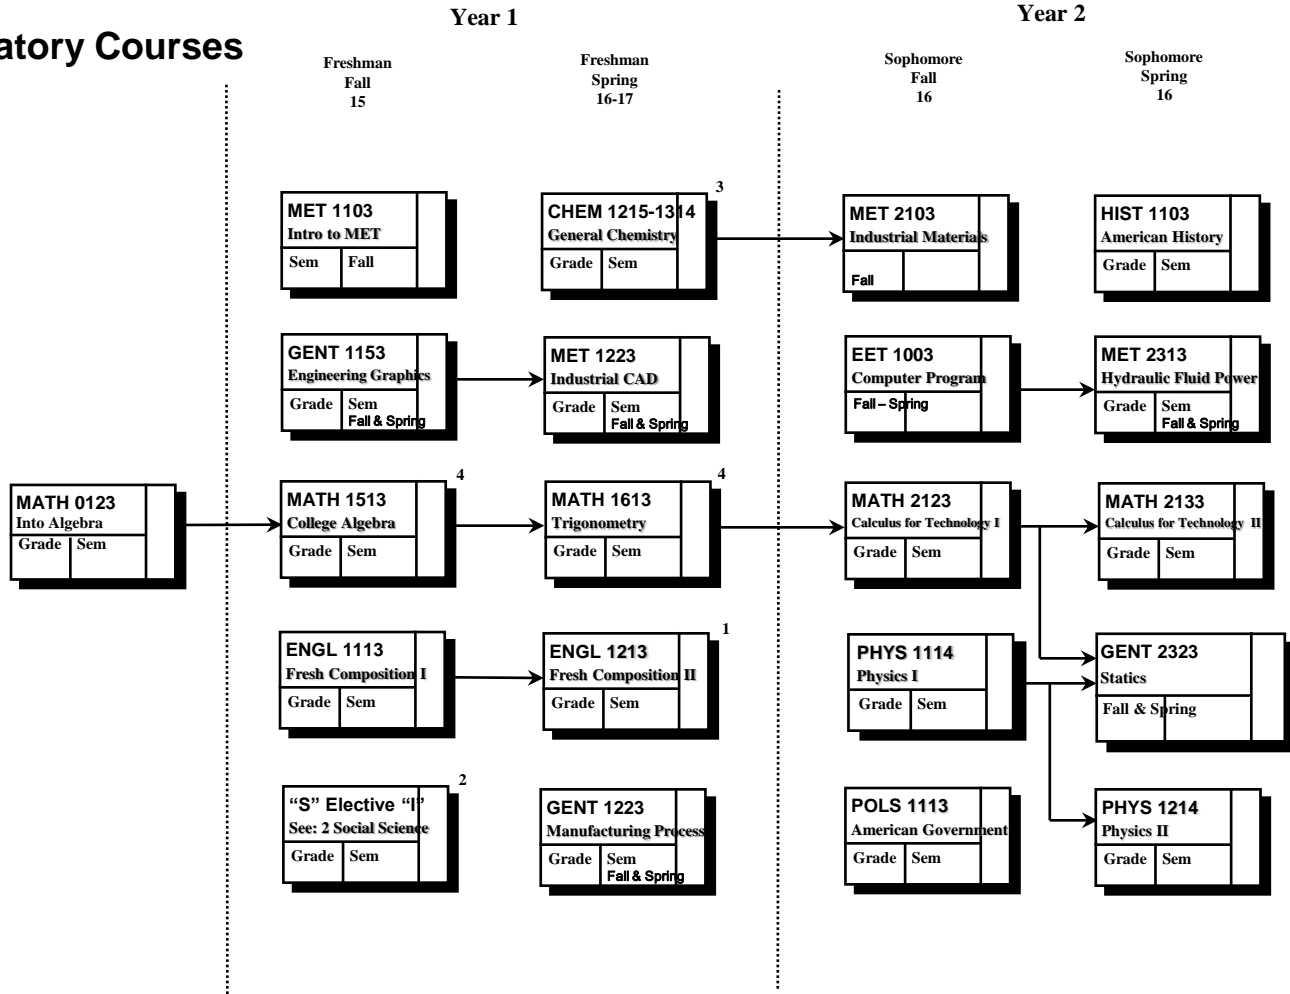 Year 1
Year 2
atory Courses
Freshman
Fall
15
Freshman
Spring
16-17
Sophomore
Fall
16
Sophomore
Spring
16
MET 1103
Intro to MET
Sem Fall
3
CHEM 1215-1314
General Chemistry
Grade Sem
MET 2103
Industrial Materials
Fall
HIST 1103
American History
Grade Sem
GENT 1153
Engineering Graphics
Grade Sem
Fall & Spring
MET 1223
Industrial CAD
Grade Sem
Fall & Spring
EET 1003
Computer Program
Fall – Spring
MET 2313
Hydraulic Fluid Power
Grade Sem
Fall & Spring
MATH 0123
Into Algebra
Grade Sem
4
MATH 1513
College Algebra
Grade Sem
4
MATH 1613
Trigonometry
Grade Sem
MATH 2123
Calculus for Technology I
Grade Sem
MATH 2133
Calculus for Technology II
Grade Sem
ENGL 1113
Fresh Composition I
Grade Sem
1
ENGL 1213
Fresh Composition II
Grade Sem
PHYS 1114
Physics I
Grade Sem
GENT 2323
Statics
Fall & Spring
2
“S” Elective “I”
See: 2 Social Science
Grade Sem
GENT 1223
Manufacturing Process
Grade Sem
Fall & Spring
POLS 1113
American Government
Grade Sem
PHYS 1214
Physics II
Grade Sem